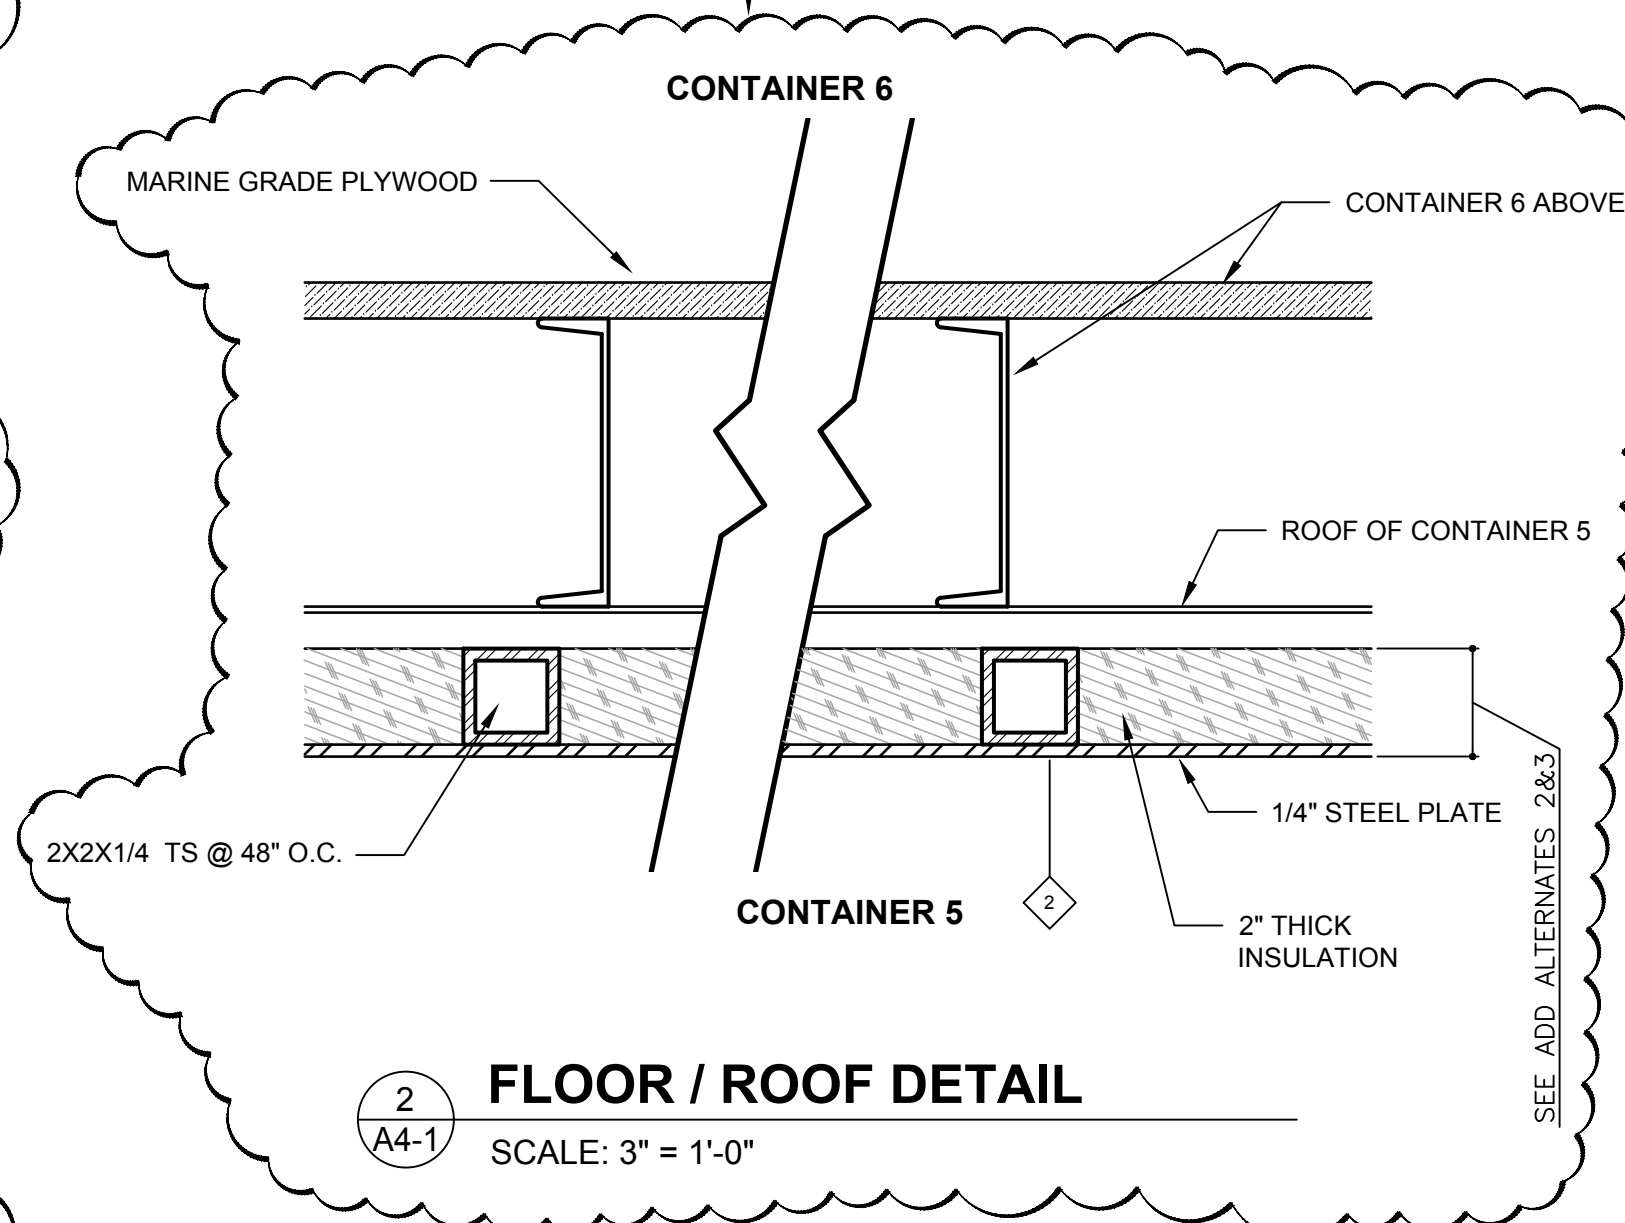 CONTAINER 6
MARINE GRADE PLYWOOD
CONTAINER 6 ABOVE
ROOF OF CONTAINER 5
1/4" STEEL PLATE
2X2X1/4 TS @ 48" O.C.
CONTAINER 5
2
2" THICK
INSULATION
SEE ADD ALTERNATES 2&3
2
A4-1
FLOOR / ROOF DETAIL
SCALE: 3" = 1'-0"